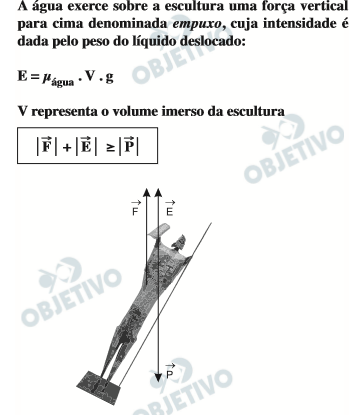 A água exerce sobre a escultura uma força vertical
para cima denominada empuxo, cuja intensidade é
dada pelo peso do líquido deslocado:
E = μágua . V . g
V representa o volume imerso da escultura
|F⃗| + |E⃗| ≥ |P⃗|
F⃗ E⃗
P⃗
OBJETIVO
OBJETIVO
OBJETIVO
OBJETIVO